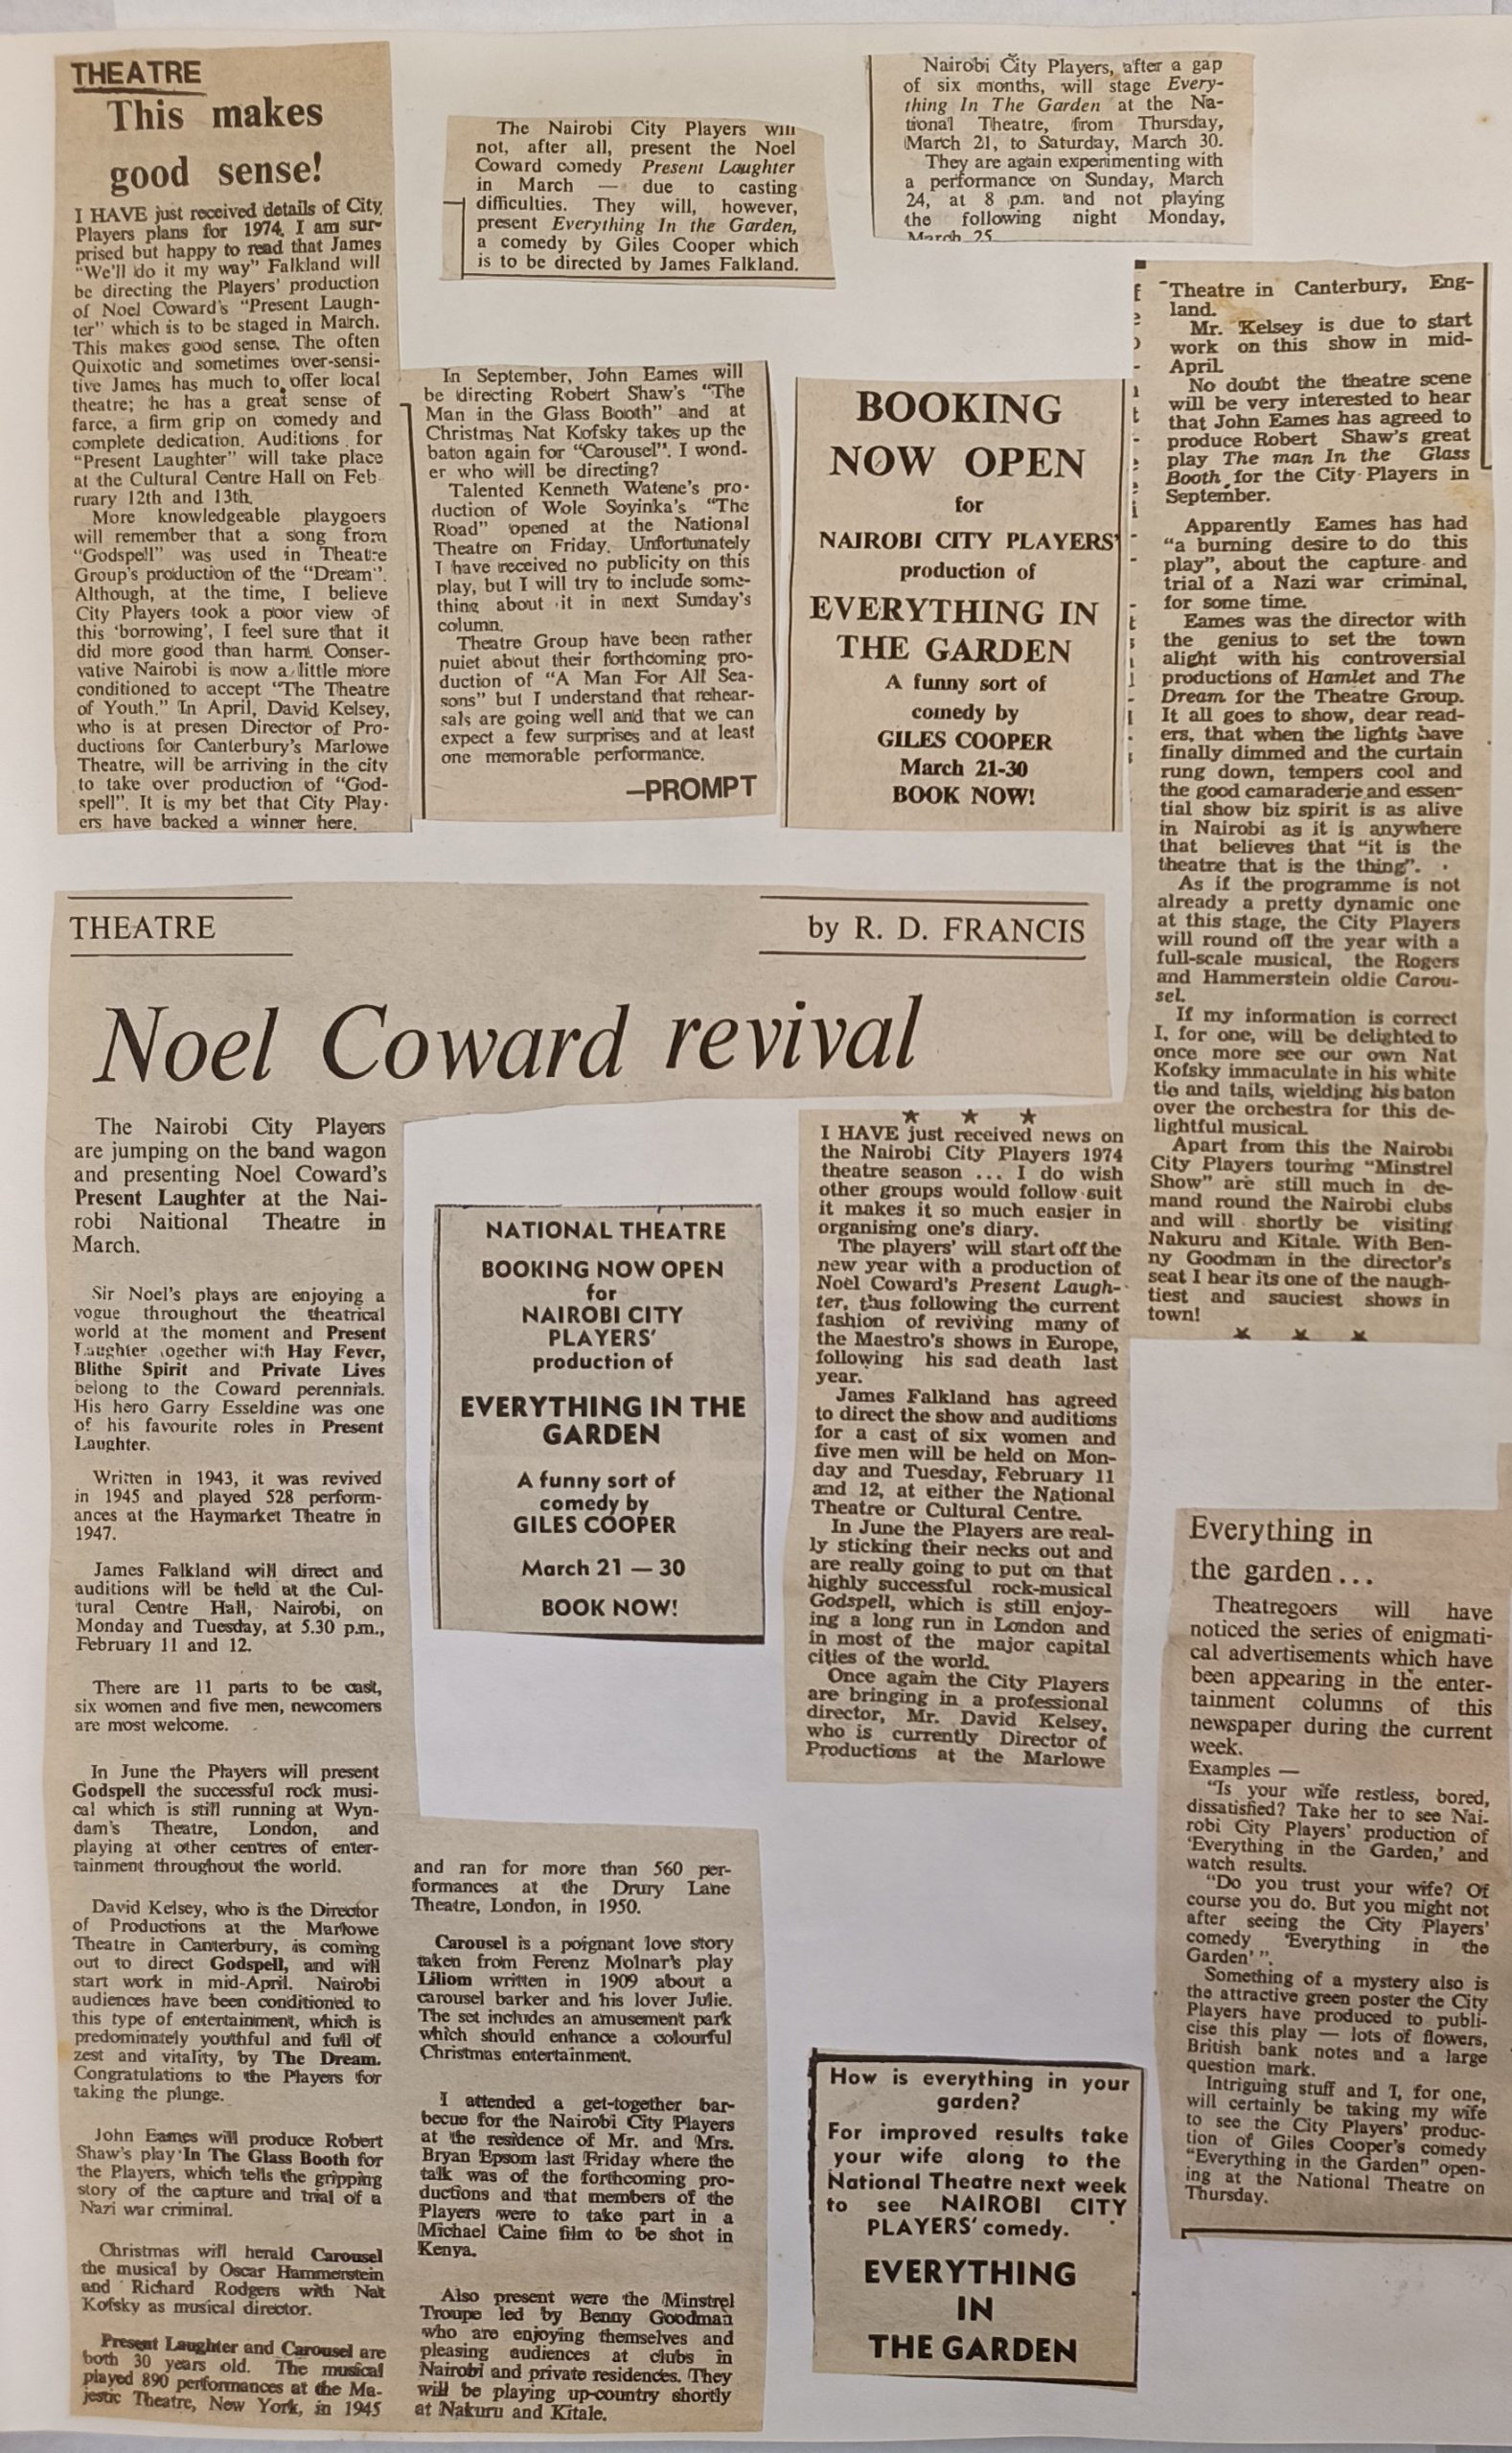 THEATRE
This makes
good sense!
I HAVE just received details of City
Players plans for 1974. I am sur-
prised but happy to read that James
"We'll do it my way" Falkland will
be directing the Players' production
of Noel Coward's "Present Laugh-
ter" which is to be staged in March.
This makes good sense. The often
Quixotic and sometimes over-sensi-
tive James has much to offer local
theatre; he has a great sense of
farce, a firm grip on comedy and
complete dedication. Auditions for
"Present Laughter" will take place
at the Cultural Centre Hall on Feb-
ruary 12th and 13th.
More knowledgeable playgoers
will remember that a song from
"Godspell" was used in Theatre
Group's production of the "Dream".
Although, at the time, I believe
City Players took a poor view of
this 'borrowing', I feel sure that it
did more good than harm. Conser-
vative Nairobi is now a little more
conditioned to accept "The Theatre
of Youth." In April, David Kelsey,
who is at presen Director of Pro-
ductions for Canterbury's Marlowe
Theatre, will be arriving in the city
to take over production of "God-
spell". It is my bet that City Play-
ers have backed a winner here.
In September, John Eames will
be directing Robert Shaw's "The
Man in the Glass Booth" and at
Christmas Nat Kofsky takes up the
baton again for "Carousel". I wond-
er who will be directing?
Talented Kenneth Watene's pro-
duction of Wole Soyinka's "The
Road" opened at the National
Theatre on Friday. Unfortunately
I have received no publicity on this
play, but I will try to include some-
thing about it in next Sunday's
column.
Theatre Group have been rather
puiet about their forthcoming pro-
duction of "A Man For All Sea-
sons" but I understand that rehear-
sals are going well and that we can
expect a few surprises and at least
one memorable performance.
—PROMPT
The Nairobi City Players will
not, after all, present the Noel
Coward comedy Present Laughter
in March — due to casting
difficulties. They will, however,
present Everything In the Garden,
a comedy by Giles Cooper which
is to be directed by James Falkland.
Nairobi City Players, after a gap
of six months, will stage Every-
thing In The Garden at the Na-
tional Theatre, from Thursday,
March 21, to Saturday, March 30.
They are again experimenting with
a performance on Sunday, March
24, at 8 p.m. and not playing
the following night Monday,
March 25.
BOOKING
NOW OPEN
for
NAIROBI CITY PLAYERS'
production of
EVERYTHING IN
THE GARDEN
A funny sort of
comedy by
GILES COOPER
March 21-30
BOOK NOW!
THEATRE
by R. D. FRANCIS
Noel Coward revival
The Nairobi City Players
are jumping on the band wagon
and presenting Noel Coward's
Present Laughter at the Nai-
robi Naitional Theatre in
March.
Sir Noel's plays are enjoying a
vogue throughout the theatrical
world at the moment and Present
Laughter together with Hay Fever,
Blithe Spirit and Private Lives
belong to the Coward perennials.
His hero Garry Esseldine was one
of his favourite roles in Present
Laughter.
Written in 1943, it was revived
in 1945 and played 528 perform-
ances at the Haymarket Theatre in
1947.
James Falkland will direct and
auditions will be held at the Cul-
tural Centre Hall, Nairobi, on
Monday and Tuesday, at 5.30 p.m.,
February 11 and 12.
There are 11 parts to be cast,
six women and five men, newcomers
are most welcome.
In June the Players will present
Godspell the successful rock musi-
cal which is still running at Wyn-
dam's Theatre, London, and
playing at other centres of enter-
tainment throughout the world.
David Kelsey, who is the Director
of Productions at the Marlowe
Theatre in Canterbury, is coming
out to direct Godspell, and will
start work in mid-April. Nairobi
audiences have been conditioned to
this type of entertainment, which is
predominately youthful and full of
zest and vitality, by The Dream.
Congratulations to the Players for
taking the plunge.
John Eames will produce Robert
Shaw's play In The Glass Booth for
the Players, which tells the gripping
story of the capture and trial of a
Nazi war criminal.
Christmas will herald Carousel
the musical by Oscar Hammerstein
and Richard Rodgers with Nat
Kofsky as musical director.
Present Laughter and Carousel are
both 30 years old. The musical
played 890 performances at the Ma-
jestic Theatre, New York, in 1945
and ran for more than 560 per-
formances at the Drury Lane
Theatre, London, in 1950.
Carousel is a poignant love story
taken from Ferenz Molnar's play
Liliom written in 1909 about a
carousel barker and his lover Julie.
The set includes an amusement park
which should enhance a colourful
Christmas entertainment.
I attended a get-together bar-
becue for the Nairobi City Players
at the residence of Mr. and Mrs.
Bryan Epsom last Friday where the
talk was of the forthcoming pro-
ductions and that members of the
Players were to take part in a
Michael Caine film to be shot in
Kenya.
Also present were the Minstrel
Troupe led by Benny Goodman
who are enjoying themselves and
pleasing audiences at clubs in
Nairobi and private residences. They
will be playing up-country shortly
at Nakuru and Kitale.
NATIONAL THEATRE
BOOKING NOW OPEN
for
NAIROBI CITY
PLAYERS'
production of
EVERYTHING IN THE
GARDEN
A funny sort of
comedy by
GILES COOPER
March 21 — 30
BOOK NOW!
★ ★ ★
I HAVE just received news on
the Nairobi City Players 1974
theatre season ... I do wish
other groups would follow suit
it makes it so much easier in
organising one's diary.
The players' will start off the
new year with a production of
Noel Coward's Present Laugh-
ter, thus following the current
fashion of reviving many of
the Maestro's shows in Europe,
following his sad death last
year.
James Falkland has agreed
to direct the show and auditions
for a cast of six women and
five men will be held on Mon-
day and Tuesday, February 11
and 12, at either the National
Theatre or Cultural Centre.
In June the Players are real-
ly sticking their necks out and
are really going to put on that
highly successful rock-musical
Godspell, which is still enjoy-
ing a long run in London and
in most of the major capital
cities of the world.
Once again the City Players
are bringing in a professional
director, Mr. David Kelsey,
who is currently Director of
Productions at the Marlowe
Theatre in Canterbury, Eng-
land.
Mr. Kelsey is due to start
work on this show in mid-
April.
No doubt the theatre scene
will be very interested to hear
that John Eames has agreed to
produce Robert Shaw's great
play The man In the Glass
Booth for the City Players in
September.
Apparently Eames has had
"a burning desire to do this
play", about the capture and
trial of a Nazi war criminal,
for some time.
Eames was the director with
the genius to set the town
alight with his controversial
productions of Hamlet and The
Dream for the Theatre Group.
It all goes to show, dear read-
ers, that when the lights have
finally dimmed and the curtain
rung down, tempers cool and
the good camaraderie and essen-
tial show biz spirit is as alive
in Nairobi as it is anywhere
that believes that "it is the
theatre that is the thing".
As if the programme is not
already a pretty dynamic one
at this stage, the City Players
will round off the year with a
full-scale musical, the Rogers
and Hammerstein oldie Carou-
sel.
If my information is correct
I, for one, will be delighted to
once more see our own Nat
Kofsky immaculate in his white
tie and tails, wielding his baton
over the orchestra for this de-
lightful musical.
Apart from this the Nairobi
City Players touring "Minstrel
Show" are still much in de-
mand round the Nairobi clubs
and will shortly be visiting
Nakuru and Kitale. With Ben-
ny Goodman in the director's
seat I hear its one of the naugh-
tiest and sauciest shows in
town!
★ ★ ★
How is everything in your
garden?
For improved results take
your wife along to the
National Theatre next week
to see NAIROBI CITY
PLAYERS' comedy.
EVERYTHING
IN
THE GARDEN
Everything in
the garden ...
Theatregoers will have
noticed the series of enigmati-
cal advertisements which have
been appearing in the enter-
tainment columns of this
newspaper during the current
week.
Examples —
"Is your wife restless, bored,
dissatisfied? Take her to see Nai-
robi City Players' production of
'Everything in the Garden,' and
watch results.
"Do you trust your wife? Of
course you do. But you might not
after seeing the City Players'
comedy 'Everything in the
Garden'".
Something of a mystery also is
the attractive green poster the City
Players have produced to publi-
cise this play — lots of flowers,
British bank notes and a large
question mark.
Intriguing stuff and I, for one,
will certainly be taking my wife
to see the City Players' produc-
tion of Giles Cooper's comedy
"Everything in the Garden" open-
ing at the National Theatre on
Thursday.